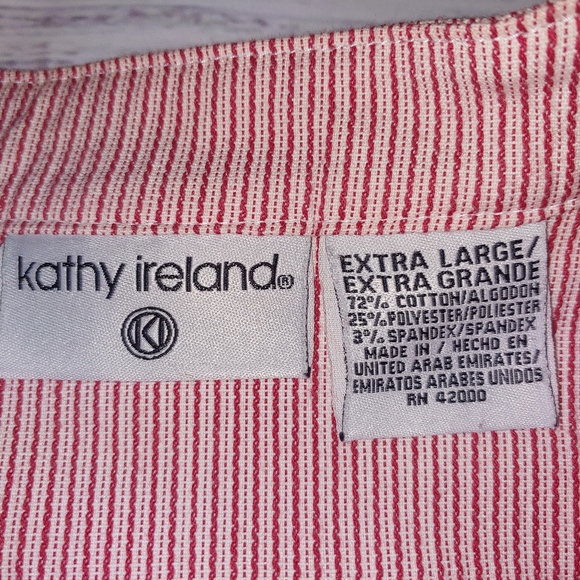 kathy ireland®
KI
EXTRA LARGE/
EXTRA GRANDE
72% COTTON/ALGODON
25% POLYESTER/POLIESTER
3% SPANDEX/SPANDEX
MADE IN / HECHO EN
UNITED ARAB EMIRATES/
EMIRATOS ARABES UNIDOS
RN 42000